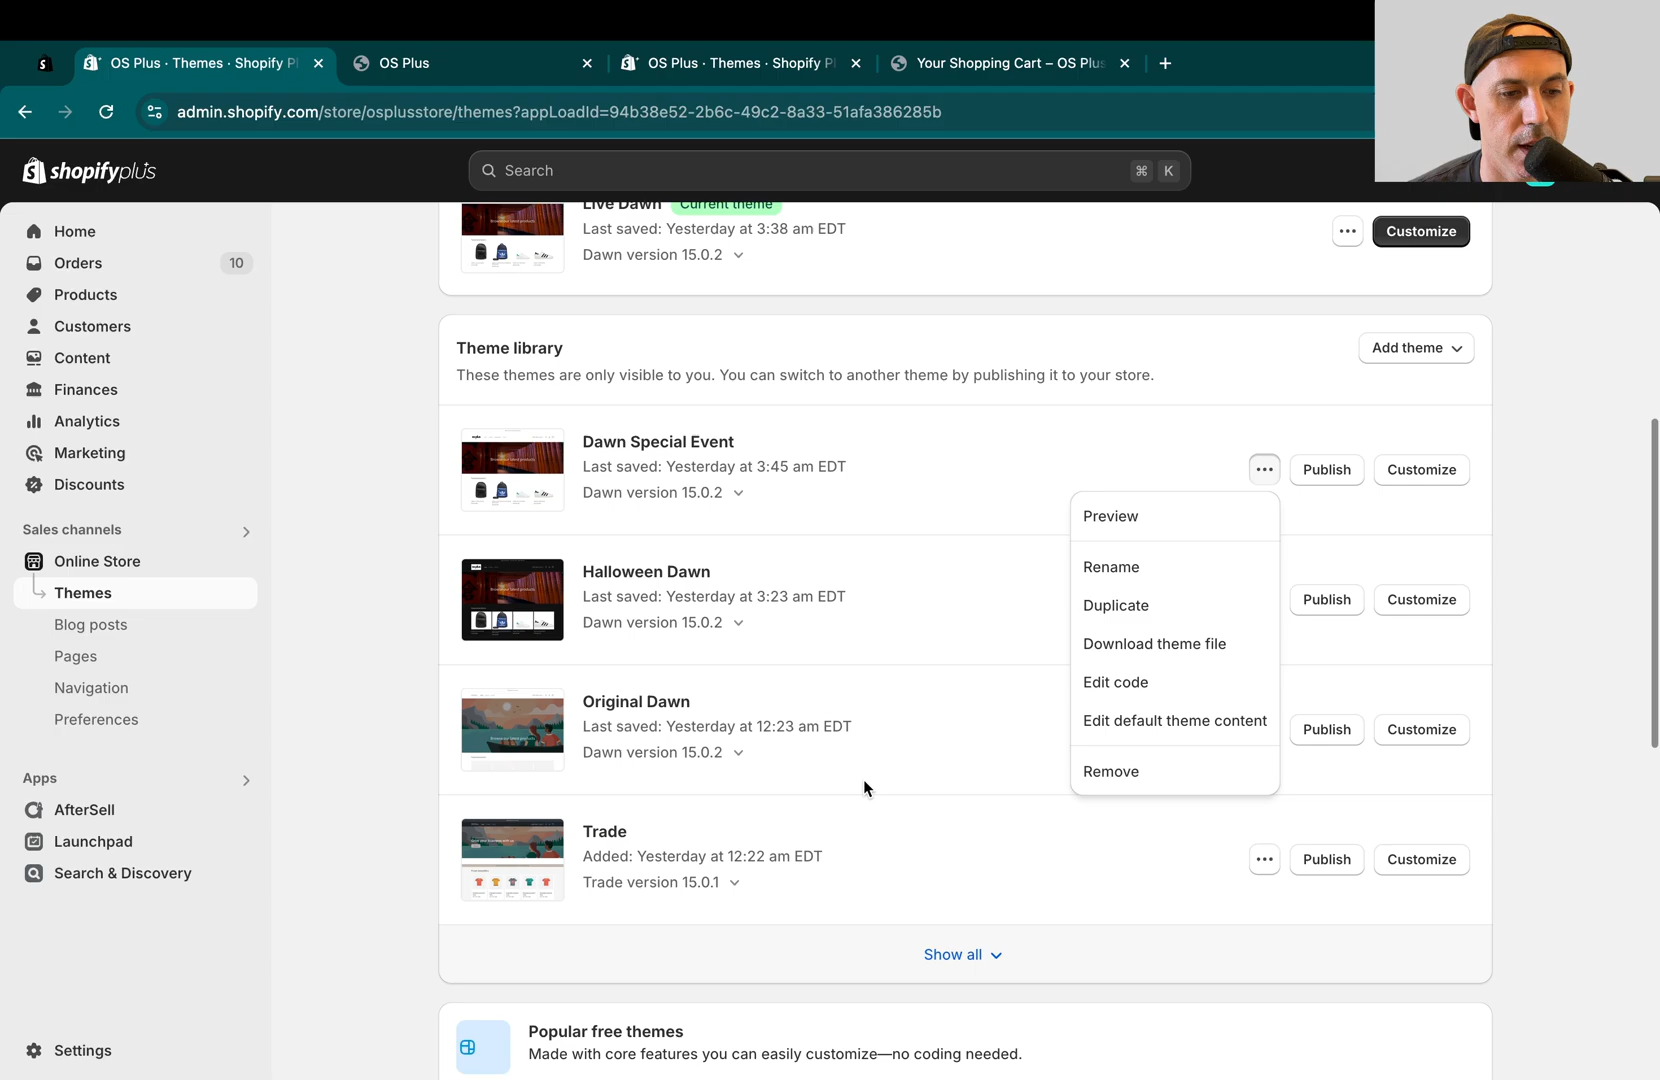 OS Plus · Themes · Shopify Pl
OS Plus
OS Plus · Themes · Shopify Pl
Your Shopping Cart – OS Plus
admin.shopify.com/store/osplusstore/themes?appLoadId=94b38e52-2b6c-49c2-8a33-51afa386285b
shopifyplus
Search
⌘ K
Home
Orders 10
Products
Customers
Content
Finances
Analytics
Marketing
Discounts
Sales channels
Online Store
Themes
Blog posts
Pages
Navigation
Preferences
Apps
AfterSell
Launchpad
Search & Discovery
Settings
Live Dawn Current theme
Last saved: Yesterday at 3:38 am EDT
Dawn version 15.0.2
Customize
Theme library
Add theme
These themes are only visible to you. You can switch to another theme by publishing it to your store.
Dawn Special Event
Last saved: Yesterday at 3:45 am EDT
Dawn version 15.0.2
Publish Customize
Preview
Rename
Duplicate
Download theme file
Edit code
Edit default theme content
Remove
Halloween Dawn
Last saved: Yesterday at 3:23 am EDT
Dawn version 15.0.2
Publish Customize
Original Dawn
Last saved: Yesterday at 12:23 am EDT
Dawn version 15.0.2
Publish Customize
Trade
Added: Yesterday at 12:22 am EDT
Trade version 15.0.1
Publish Customize
Show all
Popular free themes
Made with core features you can easily customize—no coding needed.